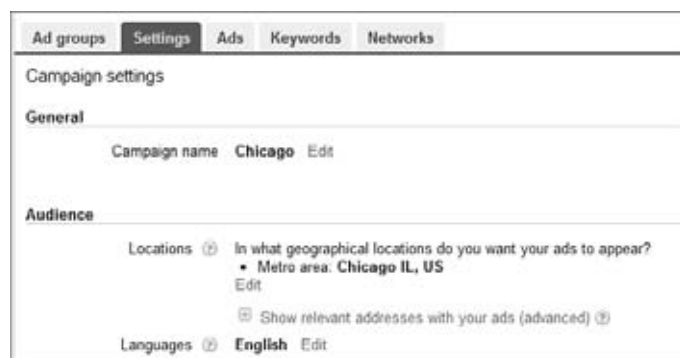 Ad groups Settings Ads Keywords Networks
Campaign settings
General
Campaign name Chicago Edit
Audience
Locations ? In what geographical locations do you want your ads to appear?
• Metro area: Chicago IL, US
Edit
+ Show relevant addresses with your ads (advanced) ?
Languages ? English Edit